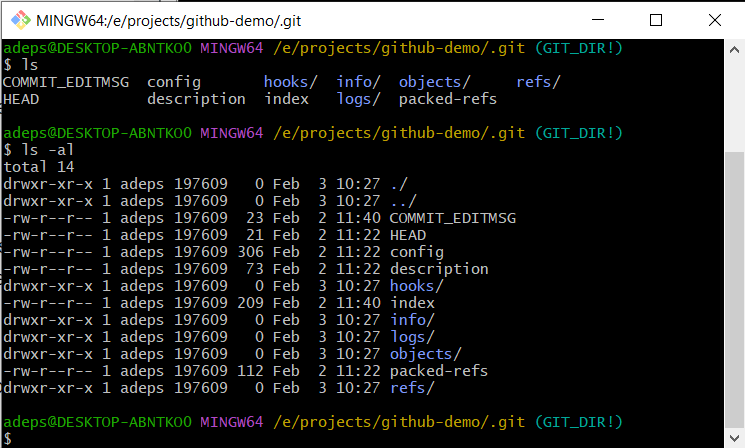 MINGW64:/e/projects/github-demo/.git
adeps@DESKTOP-ABNTKOO MINGW64 /e/projects/github-demo/.git (GIT_DIR!)
$ ls
COMMIT_EDITMSG  config       hooks/  info/  objects/     refs/
HEAD            description  index   logs/  packed-refs
adeps@DESKTOP-ABNTKOO MINGW64 /e/projects/github-demo/.git (GIT_DIR!)
$ ls -al
total 14
drwxr-xr-x 1 adeps 197609   0 Feb  3 10:27 ./
drwxr-xr-x 1 adeps 197609   0 Feb  3 10:27 ../
-rw-r--r-- 1 adeps 197609  23 Feb  2 11:40 COMMIT_EDITMSG
-rw-r--r-- 1 adeps 197609  21 Feb  2 11:22 HEAD
-rw-r--r-- 1 adeps 197609 306 Feb  2 11:22 config
-rw-r--r-- 1 adeps 197609  73 Feb  2 11:22 description
drwxr-xr-x 1 adeps 197609   0 Feb  3 10:27 hooks/
-rw-r--r-- 1 adeps 197609 209 Feb  2 11:40 index
drwxr-xr-x 1 adeps 197609   0 Feb  3 10:27 info/
drwxr-xr-x 1 adeps 197609   0 Feb  3 10:27 logs/
drwxr-xr-x 1 adeps 197609   0 Feb  3 10:27 objects/
-rw-r--r-- 1 adeps 197609 112 Feb  2 11:22 packed-refs
drwxr-xr-x 1 adeps 197609   0 Feb  3 10:27 refs/
adeps@DESKTOP-ABNTKOO MINGW64 /e/projects/github-demo/.git (GIT_DIR!)
$